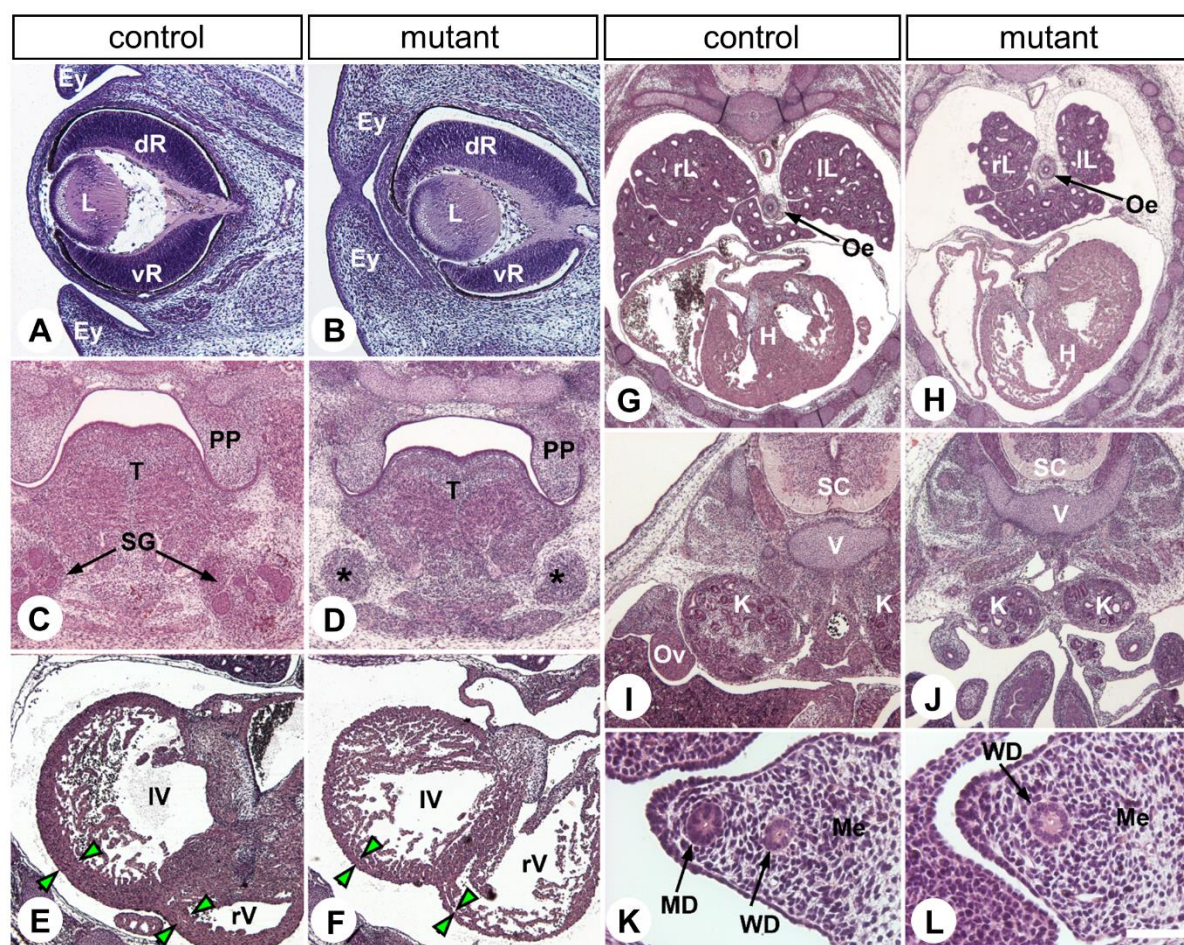 control
mutant
control
mutant
Ey
dR
L
vR
A
Ey
Ey
dR
L
vR
Ey
B
PP
T
SG
C
PP
T
*
*
D
lV
rV
E
lV
rV
F
rL
lL
Oe
H
G
rL
lL
Oe
H
H
SC
V
K
K
Ov
I
SC
V
K
K
J
Me
MD
WD
K
WD
Me
L